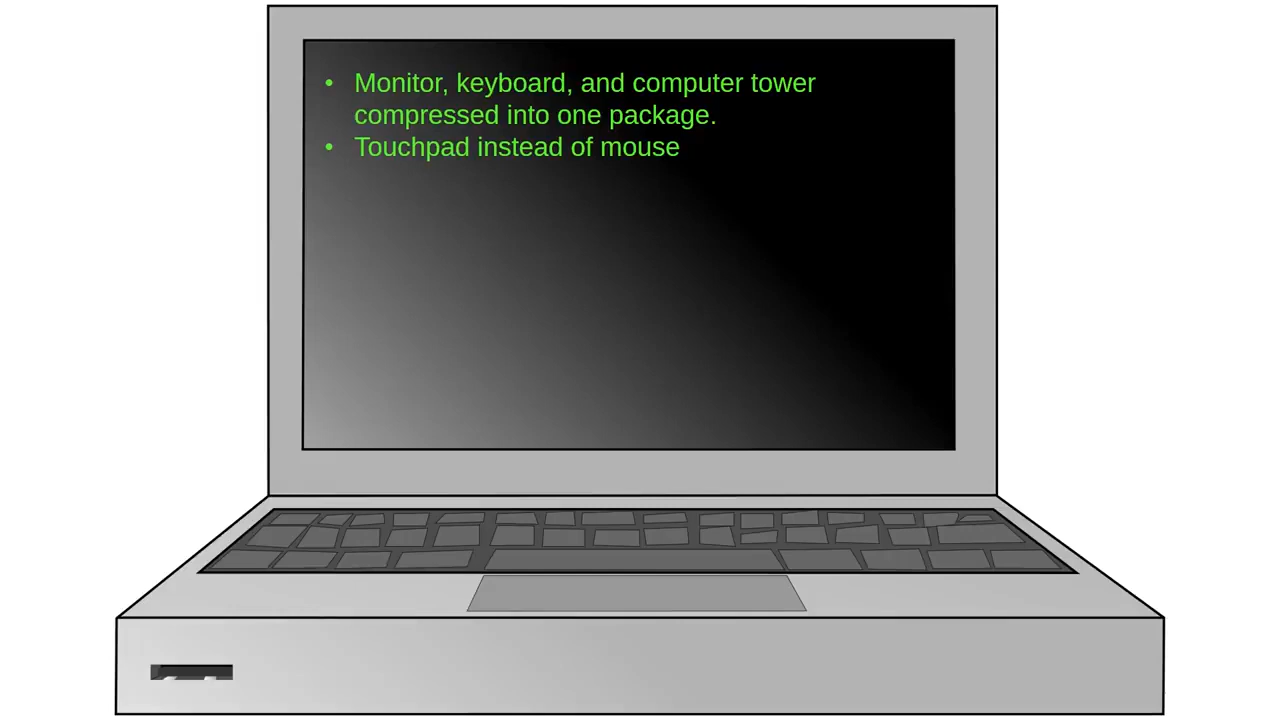 • Monitor, keyboard, and computer tower
compressed into one package.
• Touchpad instead of mouse